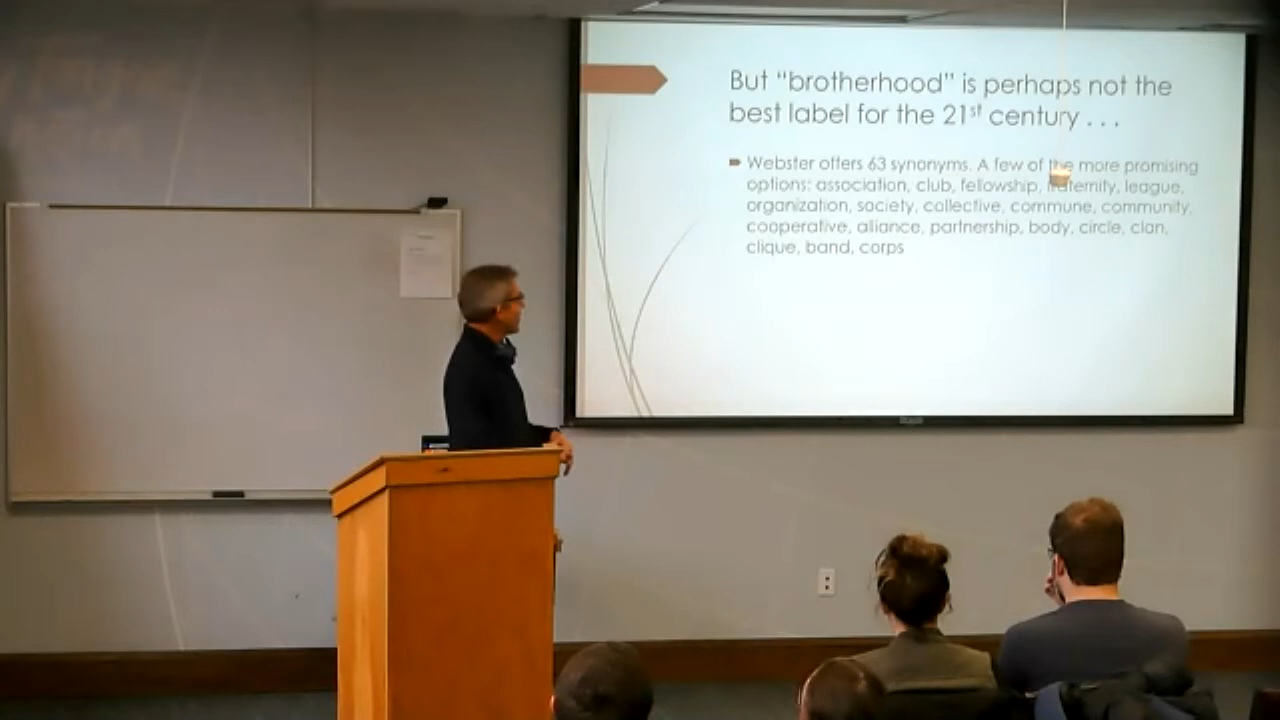 But “brotherhood” is perhaps not the
best label for the 21st century . . .
Webster offers 63 synonyms. A few of the more promising
options: association, club, fellowship, fraternity, league,
organization, society, collective, commune, community,
cooperative, alliance, partnership, body, circle, clan,
clique, band, corps